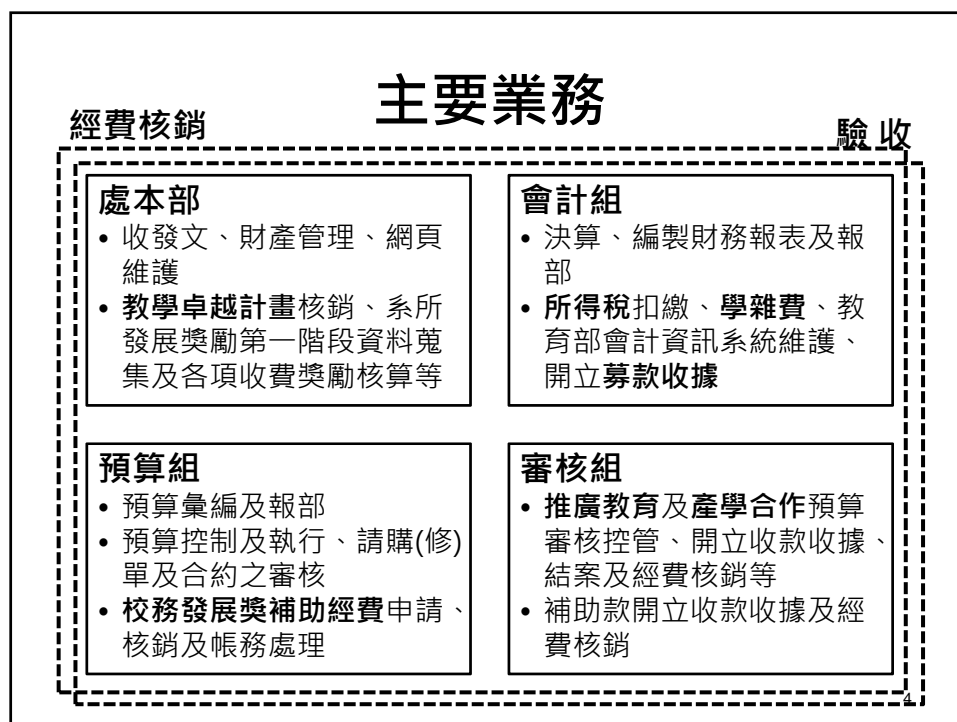 主要業務
經費核銷
驗 收
處本部
• 收發文、財產管理、網頁
維護
• 教學卓越計畫核銷、系所
發展獎勵第一階段資料蒐
集及各項收費獎勵核算等
會計組
• 決算、編製財務報表及報
部
• 所得稅扣繳、學雜費、教
育部會計資訊系統維護、
開立募款收據
預算組
• 預算彙編及報部
• 預算控制及執行、請購(修)
單及合約之審核
• 校務發展獎補助經費申請、
核銷及帳務處理
審核組
• 推廣教育及產學合作預算
審核控管、開立收款收據、
結案及經費核銷等
• 補助款開立收款收據及經
費核銷
4